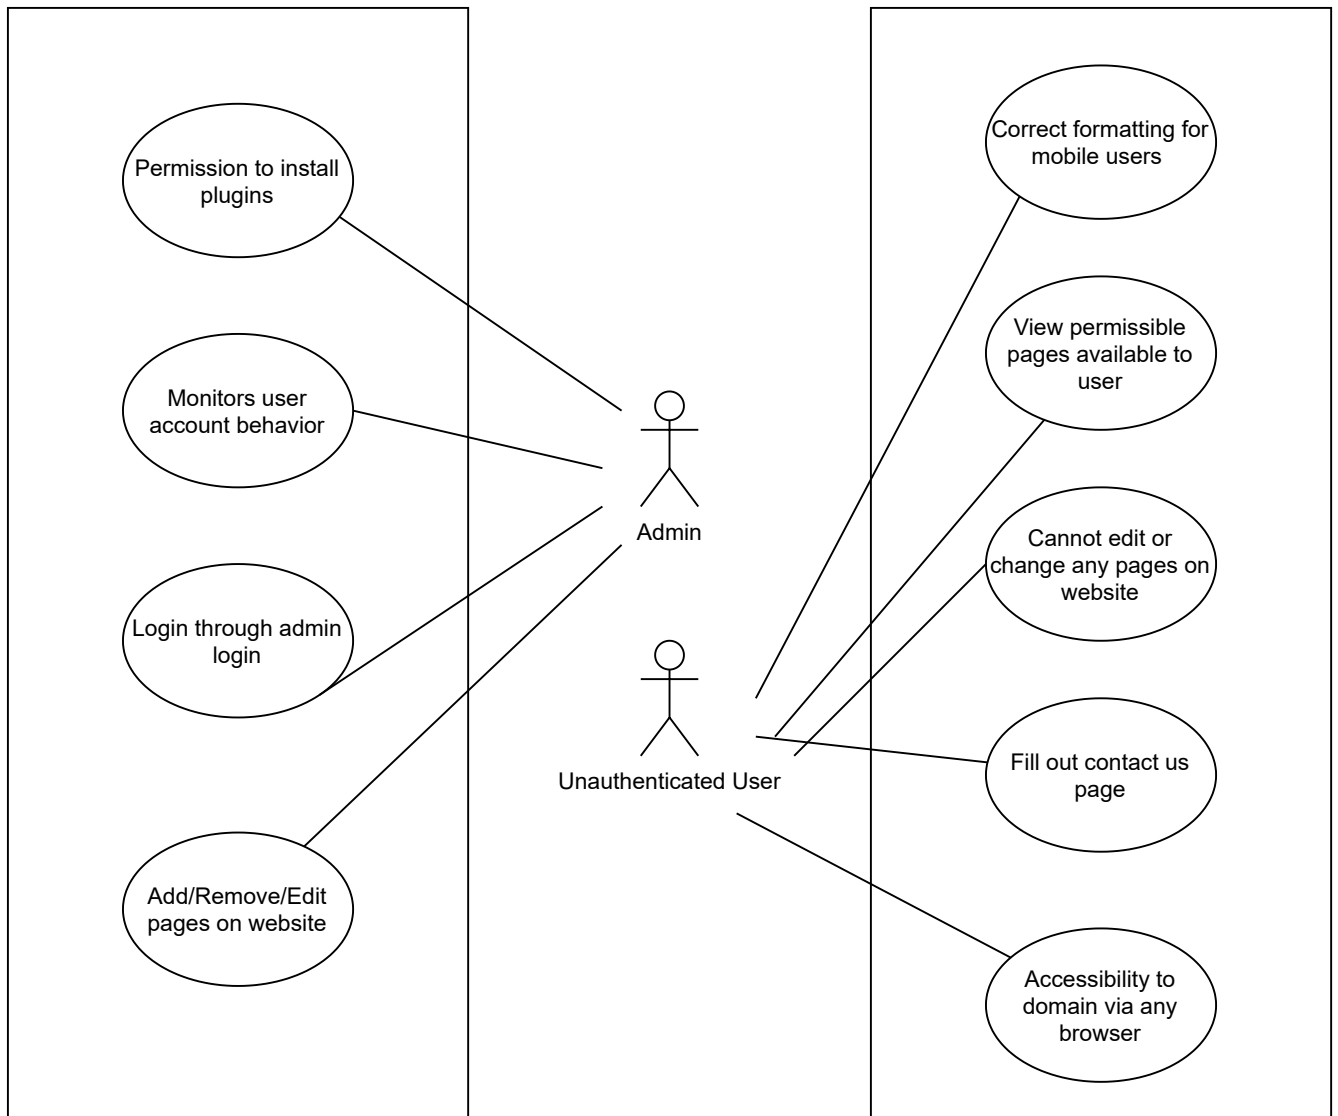 Permission to install
plugins
Monitors user
account behavior
Login through admin
login
Add/Remove/Edit
pages on website
Admin
Unauthenticated User
Correct formatting for
mobile users
View permissible
pages available to
user
Cannot edit or
change any pages on
website
Fill out contact us
page
Accessibility to
domain via any
browser